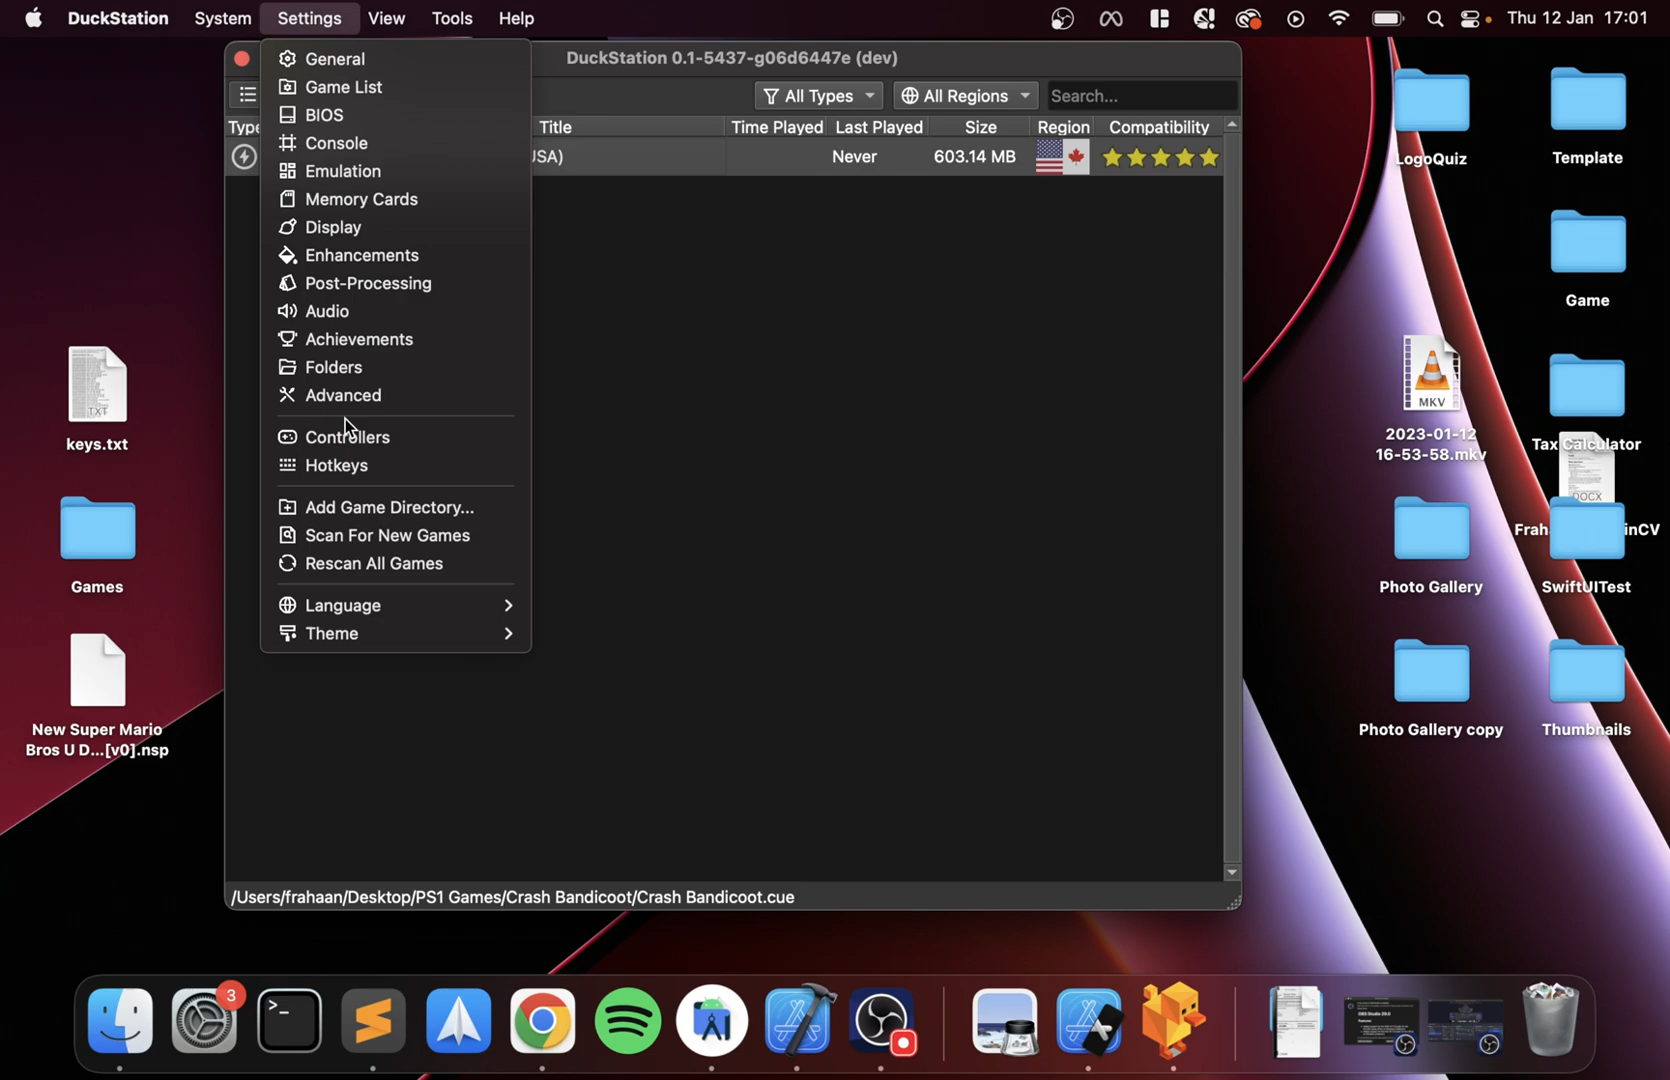 DuckStation System Settings View Tools Help Thu 12 Jan 17:01
DuckStation 0.1-5437-g06d6447e (dev)
All Types All Regions Search...
Title Time Played Last Played Size Region Compatibility
Never 603.14 MB
General
Game List
BIOS
Console
Emulation
Memory Cards
Display
Enhancements
Post-Processing
Audio
Achievements
Folders
Advanced
Controllers
Hotkeys
Add Game Directory...
Scan For New Games
Rescan All Games
Language
Theme
/Users/frahaan/Desktop/PS1 Games/Crash Bandicoot/Crash Bandicoot.cue
TXT
keys.txt
Games
New Super Mario
Bros U D...[v0].nsp
LogoQuiz
Template
Game
MKV
2023-01-12
16-53-58.mkv
Tax Calculator
DOCX
Photo Gallery
SwiftUITest
Photo Gallery copy
Thumbnails
3